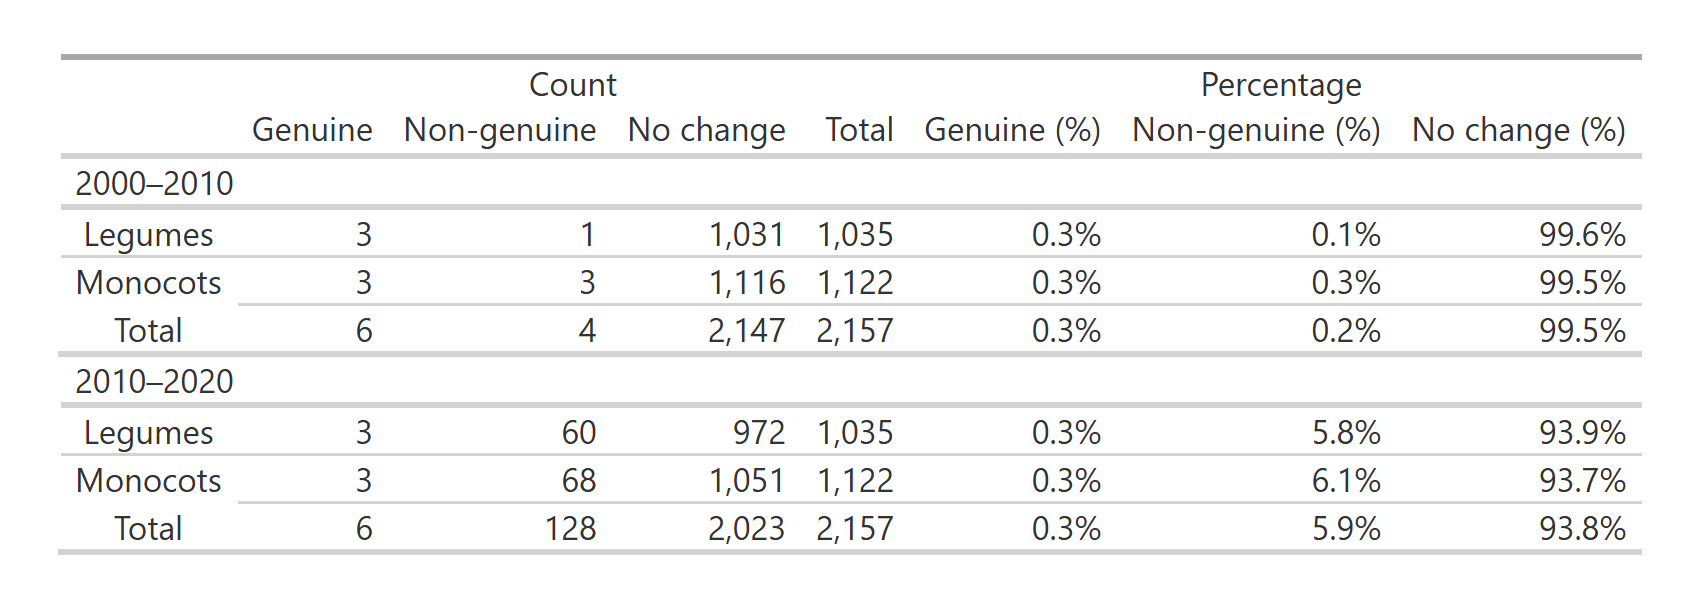 Count Percentage
Genuine Non-genuine No change Total Genuine (%) Non-genuine (%) No change (%)
2000–2010
Legumes 3 1 1,031 1,035 0.3% 0.1% 99.6%
Monocots 3 3 1,116 1,122 0.3% 0.3% 99.5%
Total 6 4 2,147 2,157 0.3% 0.2% 99.5%
2010–2020
Legumes 3 60 972 1,035 0.3% 5.8% 93.9%
Monocots 3 68 1,051 1,122 0.3% 6.1% 93.7%
Total 6 128 2,023 2,157 0.3% 5.9% 93.8%